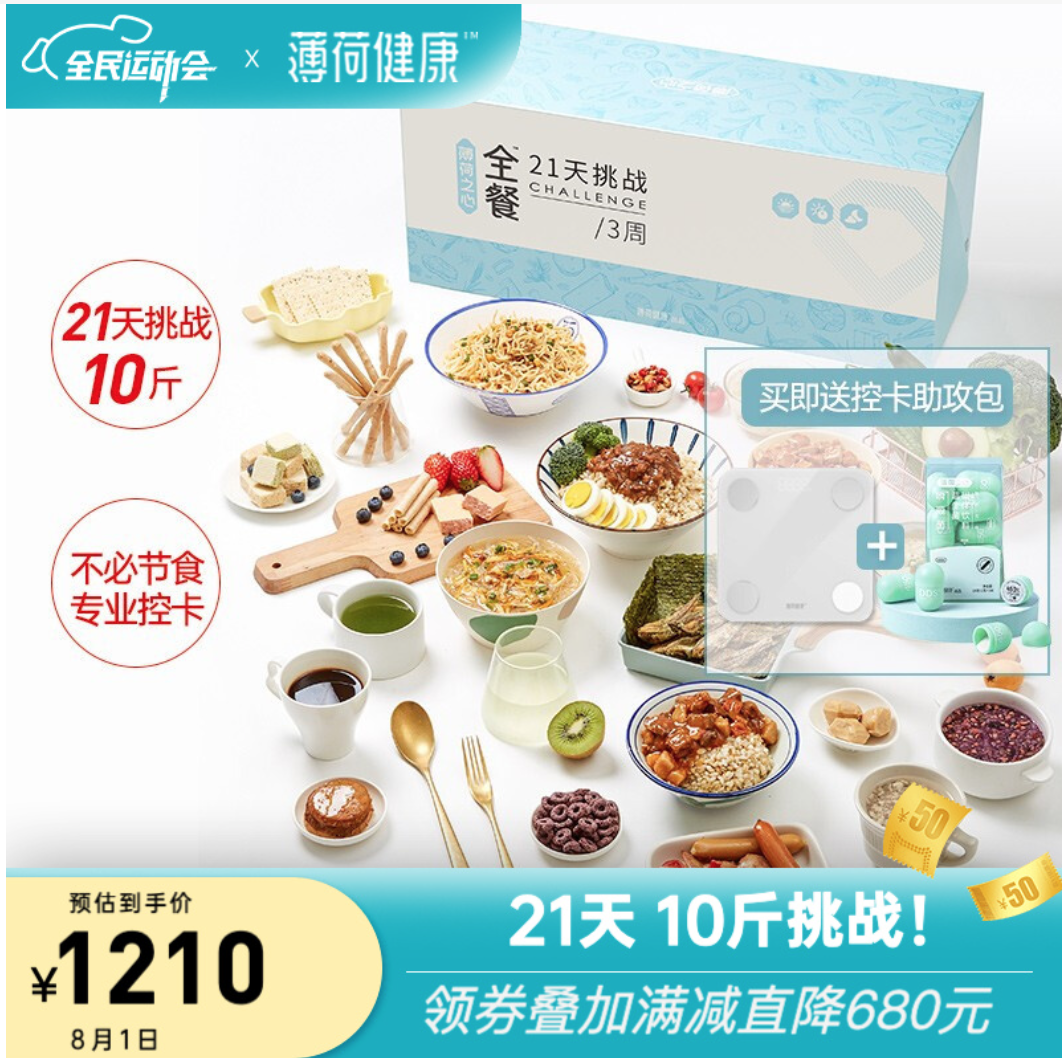 全民运动会 X 薄荷健康™
薄荷之心
全餐
21天挑战
CHALLENGE
/3周
21天挑战
10斤
买即送控卡助攻包
+
不必节食
专业控卡
¥50
¥50
预估到手价
¥1210
8月1日
21天 10斤挑战!
领券叠加满减直降680元